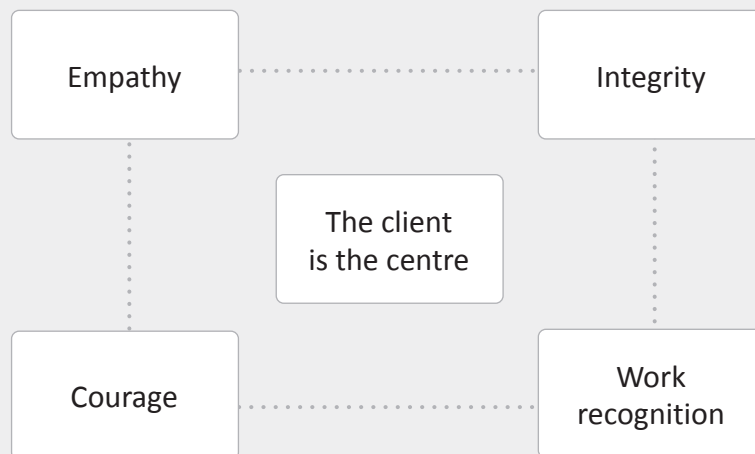 Empathy
Integrity
The client
is the centre
Courage
Work
recognition